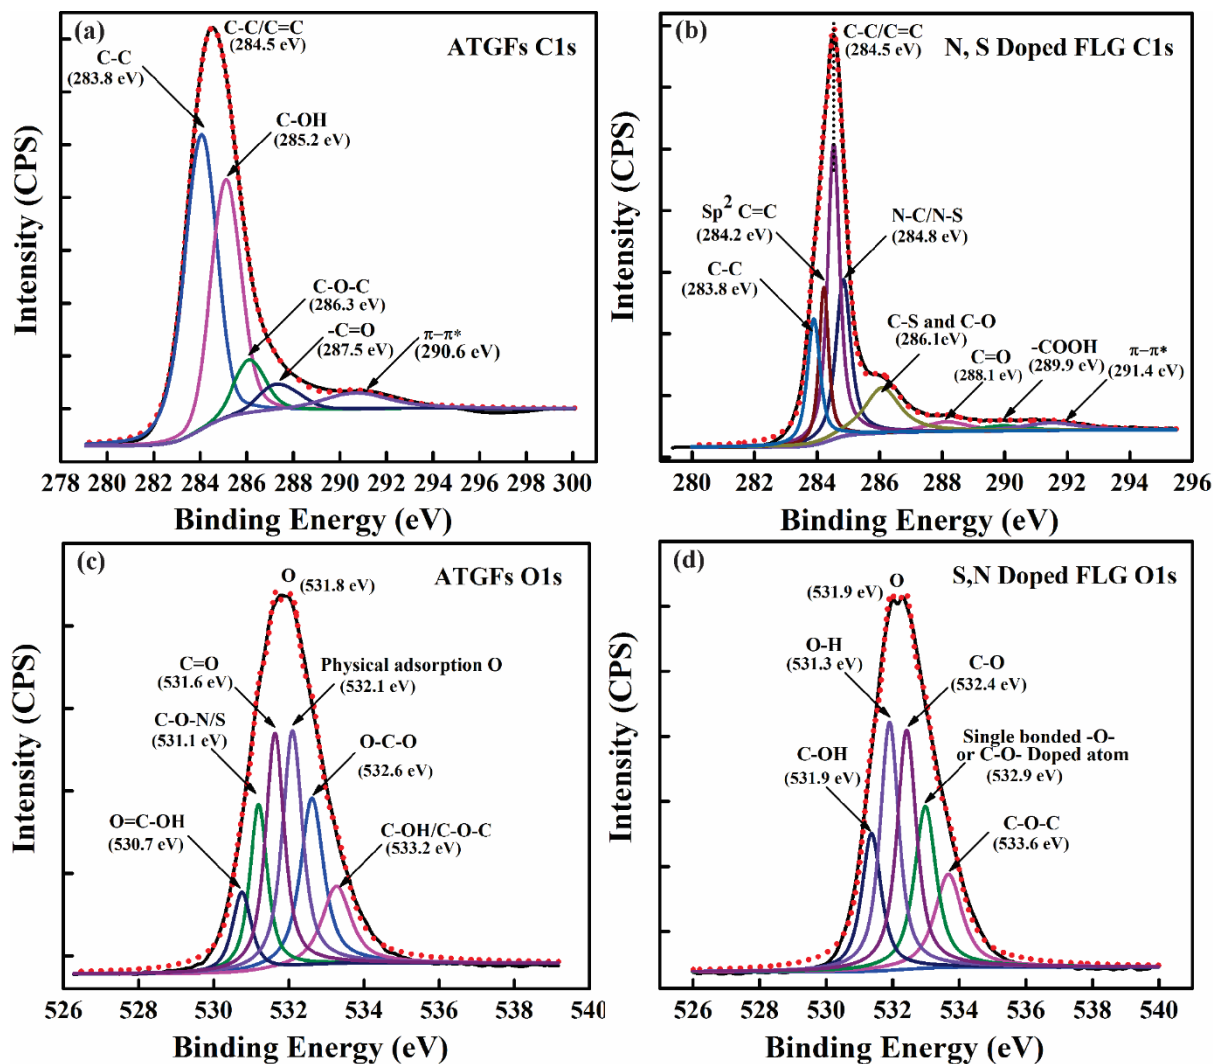 (a)
C-C/C=C
(284.5 eV)
ATGFs C1s
C-C
(283.8 eV)
C-OH
(285.2 eV)
C-O-C
(286.3 eV)
-C=O
(287.5 eV)
π–π*
(290.6 eV)
Intensity (CPS)
278 280 282 284 286 288 290 292 294 296 298 300
Binding Energy (eV)
(b)
C-C/C=C
(284.5 eV)
N, S Doped FLG C1s
Sp² C=C
(284.2 eV)
N-C/N-S
(284.8 eV)
C-C
(283.8 eV)
C-S and C-O
(286.1eV)
C=O
(288.1 eV)
-COOH
(289.9 eV)
π–π*
(291.4 eV)
Intensity (CPS)
280 282 284 286 288 290 292 294 296
Binding Energy (eV)
(c)
O
(531.8 eV)
ATGFs O1s
C=O
(531.6 eV)
Physical adsorption O
(532.1 eV)
C-O-N/S
(531.1 eV)
O-C-O
(532.6 eV)
O=C-OH
(530.7 eV)
C-OH/C-O-C
(533.2 eV)
Intensity (CPS)
526 528 530 532 534 536 538 540
Binding Energy (eV)
(d)
O
(531.9 eV)
S,N Doped FLG O1s
O-H
(531.3 eV)
C-O
(532.4 eV)
C-OH
(531.9 eV)
Single bonded -O-
or C-O- Doped atom
(532.9 eV)
C-O-C
(533.6 eV)
Intensity (CPS)
526 528 530 532 534 536 538 540
Binding Energy (eV)